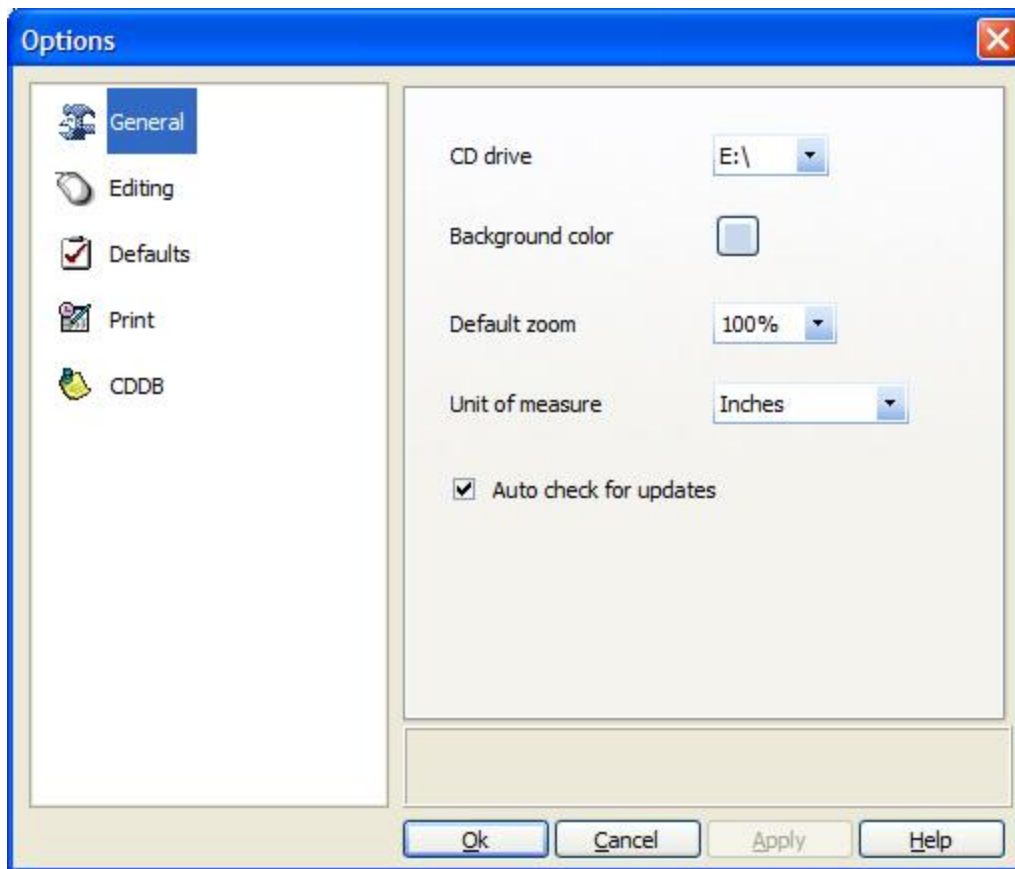 Options
General
Editing
Defaults
Print
CDDB
CD drive E:\
Background color
Default zoom 100%
Unit of measure Inches
Auto check for updates
Ok Cancel Apply Help